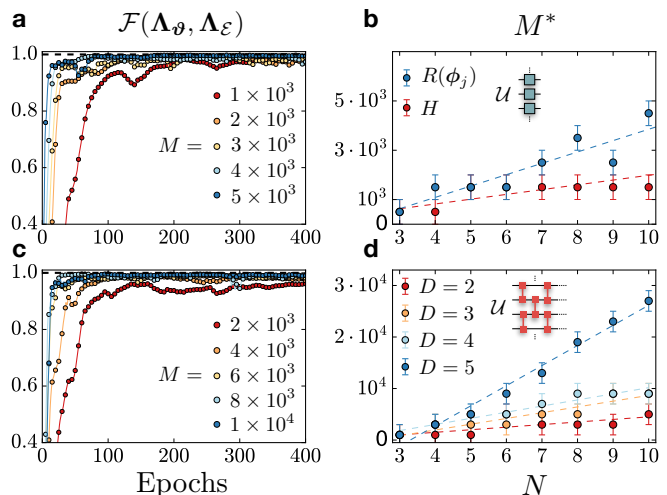 a
𝓕(Λ_ϑ, Λ_ℰ)
1.0
0.8
0.6
0.4
M =
1 × 10³
2 × 10³
3 × 10³
4 × 10³
5 × 10³
0 100 200 300 400
b
M*
R(ϕ_j)
H
𝒰
5·10³
3·10³
10³
0
3 4 5 6 7 8 9 10
c
1.0
0.8
0.6
0.4
M =
2 × 10³
4 × 10³
6 × 10³
8 × 10³
1 × 10⁴
0 100 200 300 400
Epochs
d
D = 2
D = 3
D = 4
D = 5
𝒰
3·10⁴
2·10⁴
10⁴
0
3 4 5 6 7 8 9 10
N